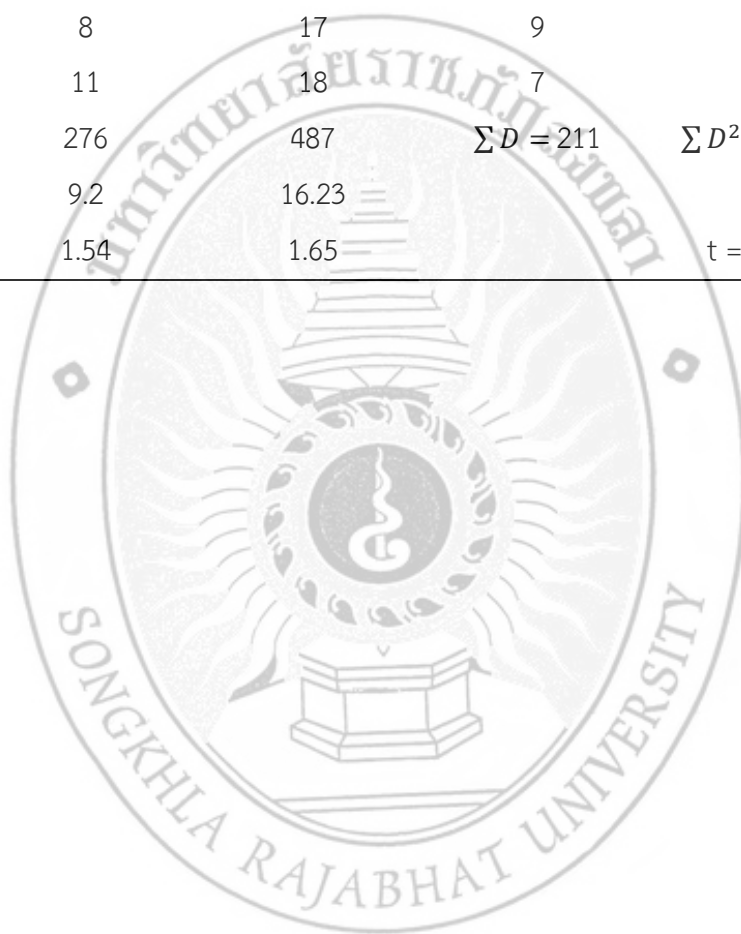 8 17 9
11 18 7
276 487 ∑D = 211 ∑D²
9.2 16.23
1.54 1.65 t =
มหาวิทยาลัยราชภัฏสงขลา
SONGKHLA RAJABHAT UNIVERSITY